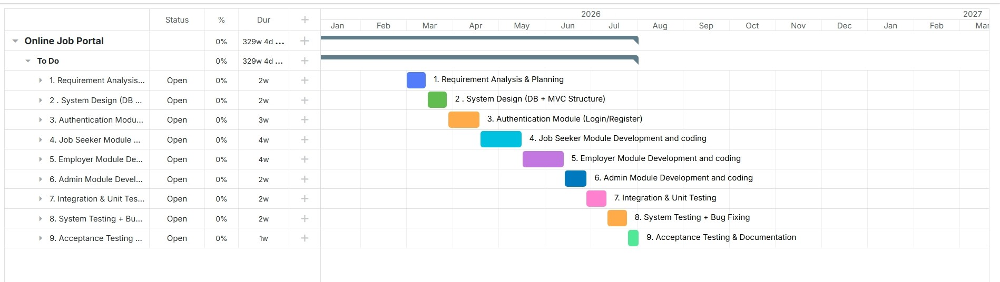 2026
2027
Status % Dur +
Jan Feb Mar Apr May Jun Jul Aug Sep Oct Nov Dec Jan Feb Mar
Online Job Portal 0% 329w 4d ... +
To Do 0% 329w 4d ... +
1. Requirement Analysis... Open 0% 2w + 1. Requirement Analysis & Planning
2 . System Design (DB ... Open 0% 2w + 2 . System Design (DB + MVC Structure)
3. Authentication Modu... Open 0% 3w + 3. Authentication Module (Login/Register)
4. Job Seeker Module ... Open 0% 4w + 4. Job Seeker Module Development and coding
5. Employer Module De... Open 0% 4w + 5. Employer Module Development and coding
6. Admin Module Devel... Open 0% 2w + 6. Admin Module Development and coding
7. Integration & Unit Tes... Open 0% 2w + 7. Integration & Unit Testing
8. System Testing + Bu... Open 0% 2w + 8. System Testing + Bug Fixing
9. Acceptance Testing ... Open 0% 1w + 9. Acceptance Testing & Documentation